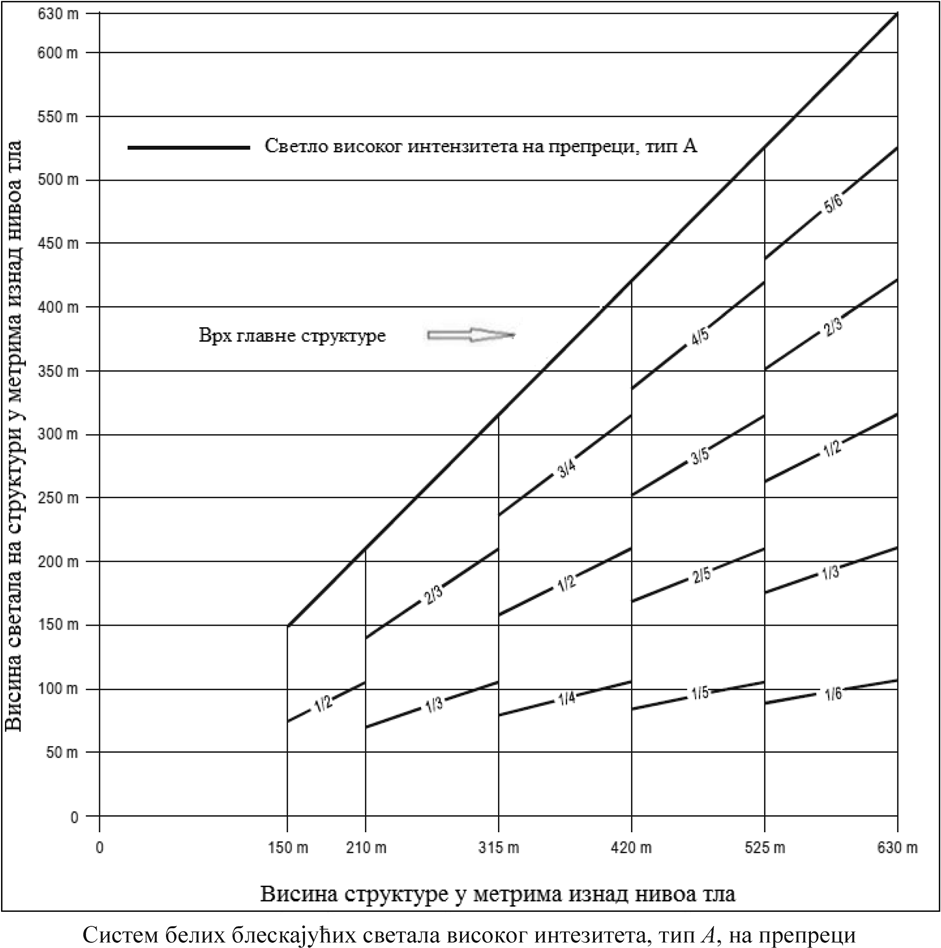 630 m
600 m
550 m
Светло високог интензитета на препреци, тип А
500 m
5/6
450 m
400 m
Врх главне структуре
4/5
2/3
350 m
300 m
3/4
3/5
1/2
250 m
200 m
2/3
1/2
2/5
1/3
150 m
100 m
1/2
1/3
1/4
1/5
1/6
50 m
0
0 150 m 210 m 315 m 420 m 525 m 630 m
Висина светала на структури у метрима изнад нивоа тла
Висина структуре у метрима изнад нивоа тла
Систем белих блескајућих светала високог интезитета, тип А, на препреци